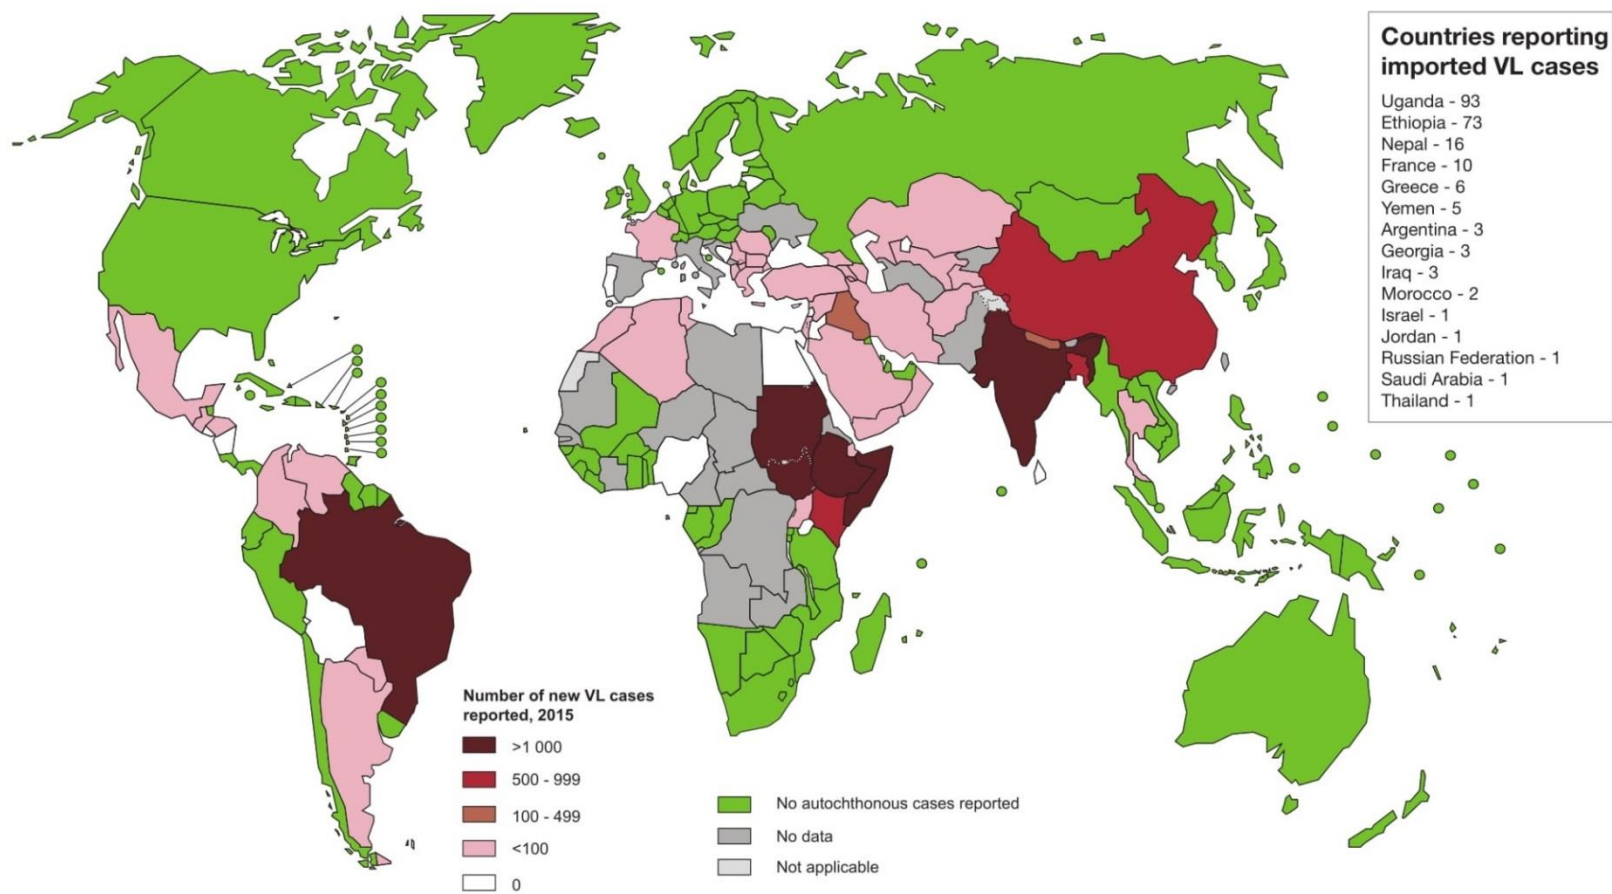 Countries reporting
imported VL cases
Uganda - 93
Ethiopia - 73
Nepal - 16
France - 10
Greece - 6
Yemen - 5
Argentina - 3
Georgia - 3
Iraq - 3
Morocco - 2
Israel - 1
Jordan - 1
Russian Federation - 1
Saudi Arabia - 1
Thailand - 1
Number of new VL cases
reported, 2015
>1 000
500 - 999
100 - 499
<100
0
No autochthonous cases reported
No data
Not applicable